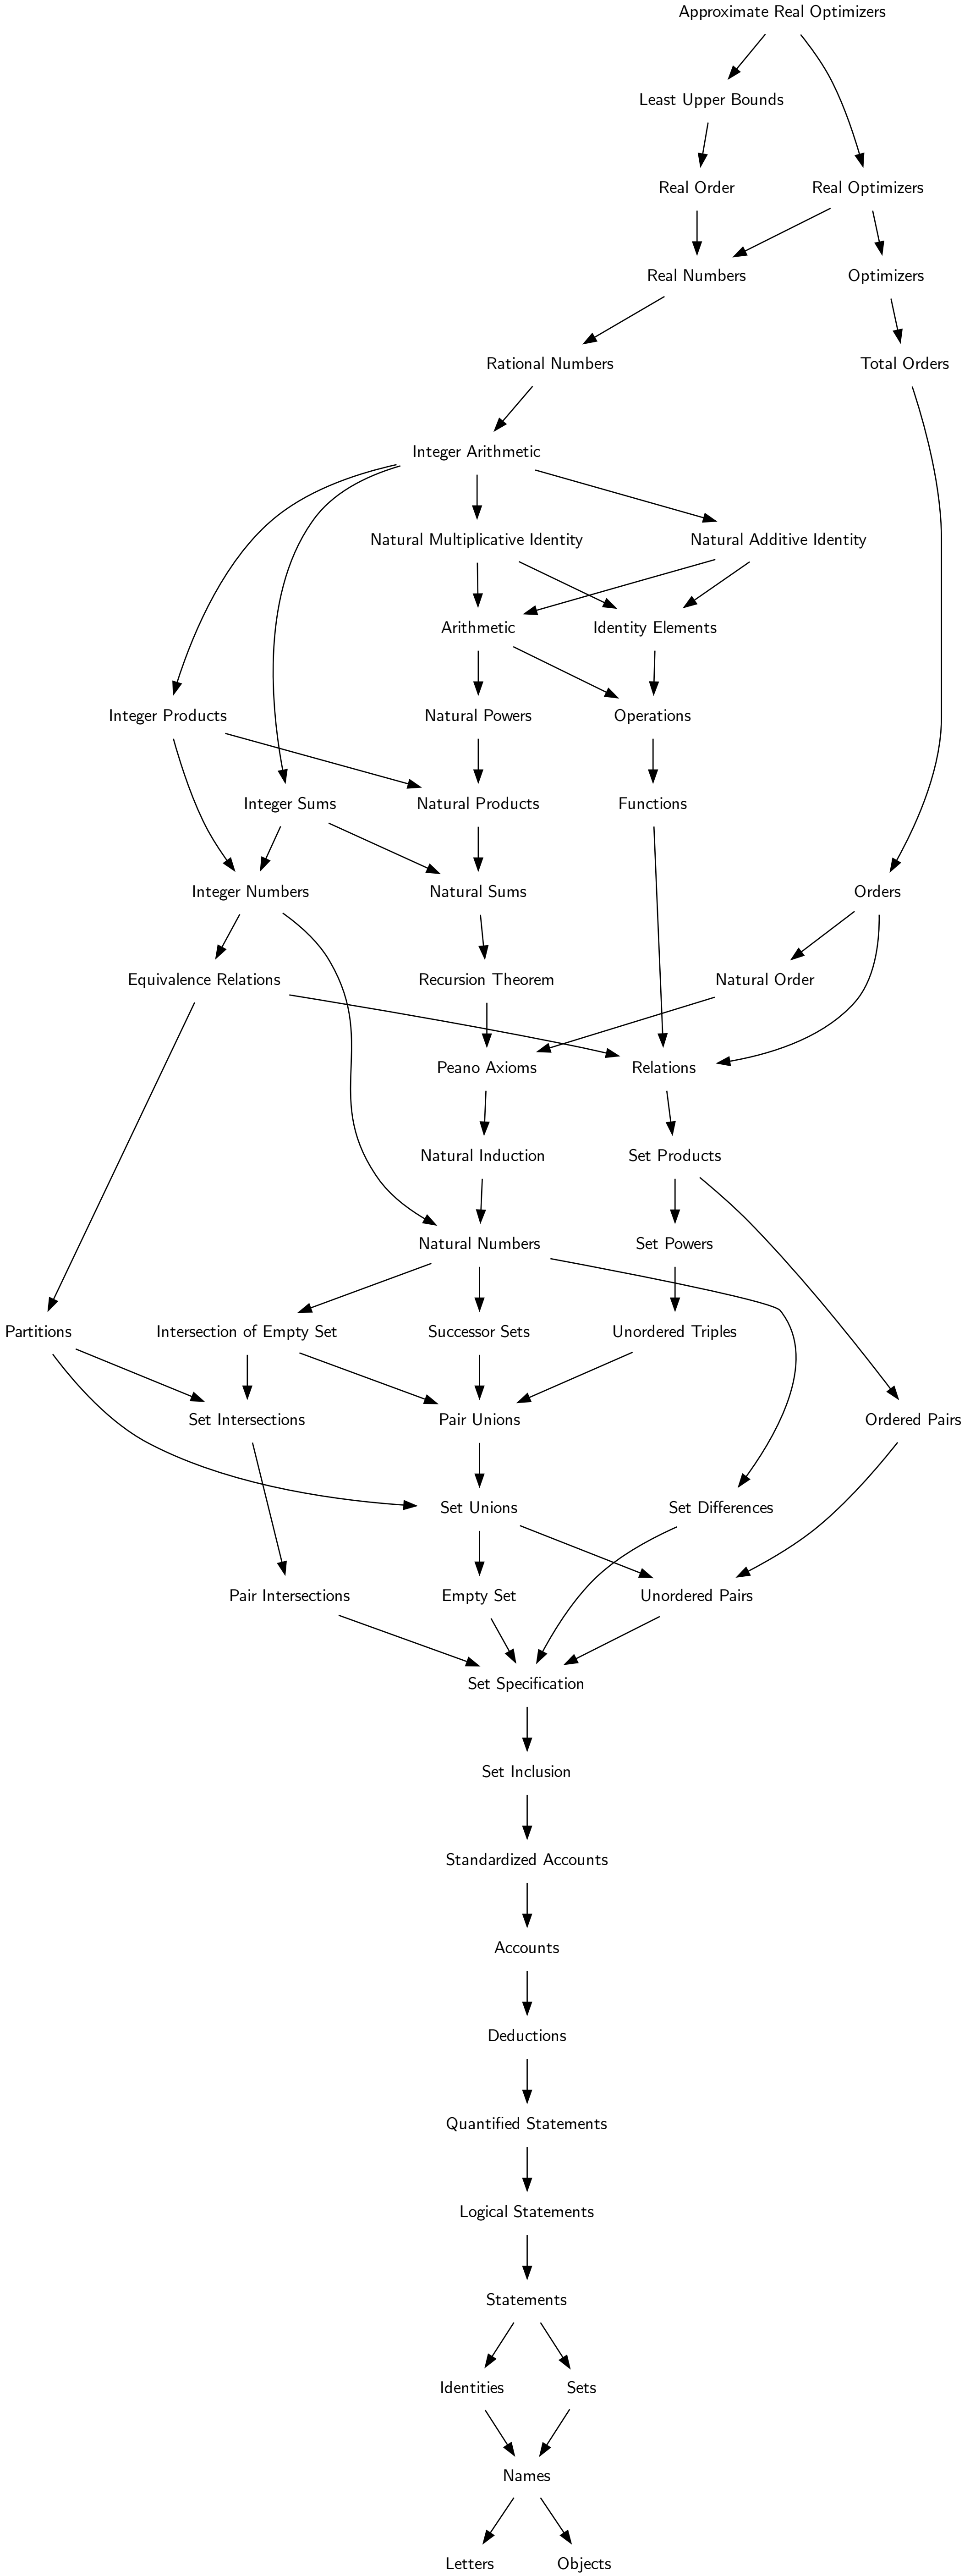 Approximate Real Optimizers
Least Upper Bounds
Real Order
Real Optimizers
Real Numbers
Optimizers
Rational Numbers
Total Orders
Integer Arithmetic
Natural Multiplicative Identity
Natural Additive Identity
Arithmetic
Identity Elements
Integer Products
Natural Powers
Operations
Integer Sums
Natural Products
Functions
Integer Numbers
Natural Sums
Orders
Equivalence Relations
Recursion Theorem
Natural Order
Peano Axioms
Relations
Natural Induction
Set Products
Natural Numbers
Set Powers
Partitions
Intersection of Empty Set
Successor Sets
Unordered Triples
Set Intersections
Pair Unions
Ordered Pairs
Set Unions
Set Differences
Pair Intersections
Empty Set
Unordered Pairs
Set Specification
Set Inclusion
Standardized Accounts
Accounts
Deductions
Quantified Statements
Logical Statements
Statements
Identities
Sets
Names
Letters
Objects